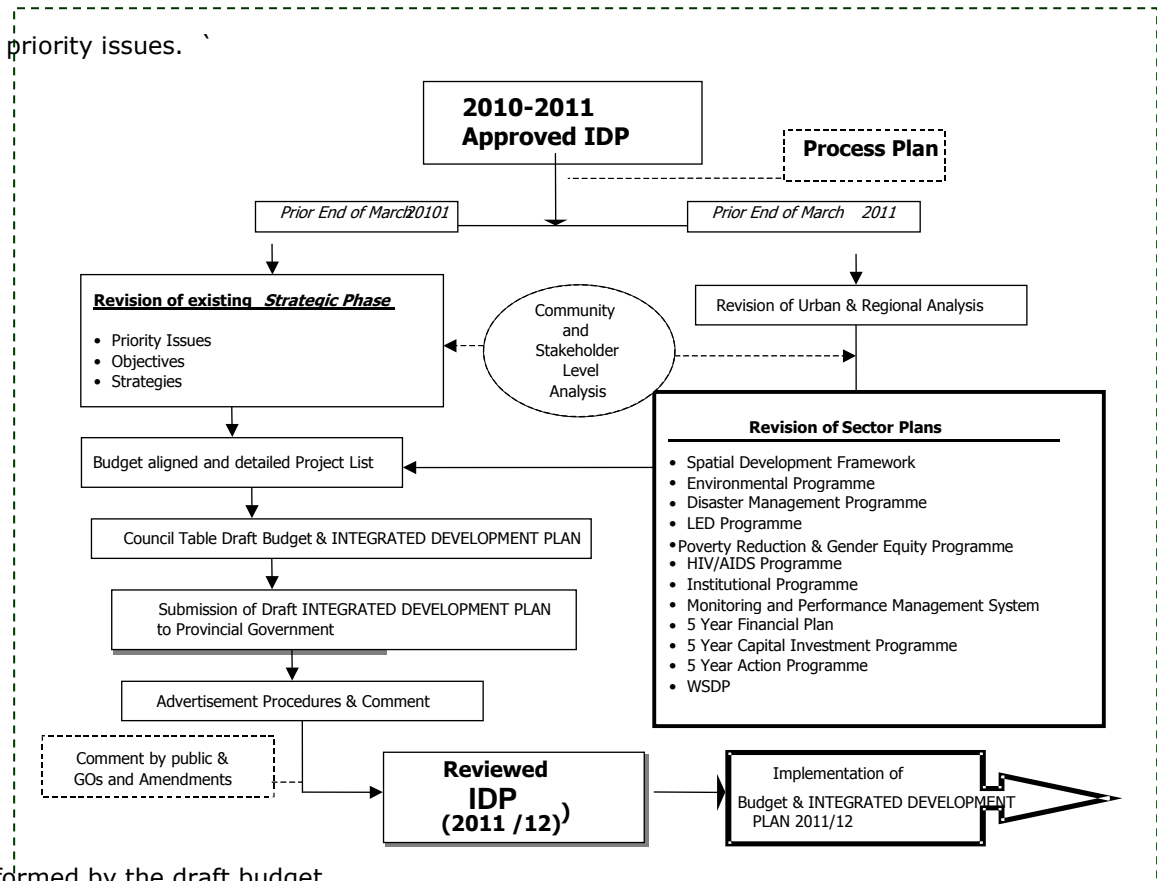 priority issues. `
2010-2011
Approved IDP
Process Plan
Prior End of March20101
Prior End of March 2011
Revision of existing Strategic Phase
• Priority Issues
• Objectives
• Strategies
Community
and
Stakeholder
Level
Analysis
Revision of Urban & Regional Analysis
Budget aligned and detailed Project List
Revision of Sector Plans
• Spatial Development Framework
• Environmental Programme
• Disaster Management Programme
• LED Programme
•Poverty Reduction & Gender Equity Programme
• HIV/AIDS Programme
• Institutional Programme
• Monitoring and Performance Management System
• 5 Year Financial Plan
• 5 Year Capital Investment Programme
• 5 Year Action Programme
• WSDP
Council Table Draft Budget & INTEGRATED DEVELOPMENT PLAN
Submission of Draft INTEGRATED DEVELOPMENT PLAN
to Provincial Government
Advertisement Procedures & Comment
Comment by public &
GOs and Amendments
Reviewed
IDP
(2011 /12))
Implementation of
Budget & INTEGRATED DEVELOPMENT
PLAN 2011/12
formed by the draft budget